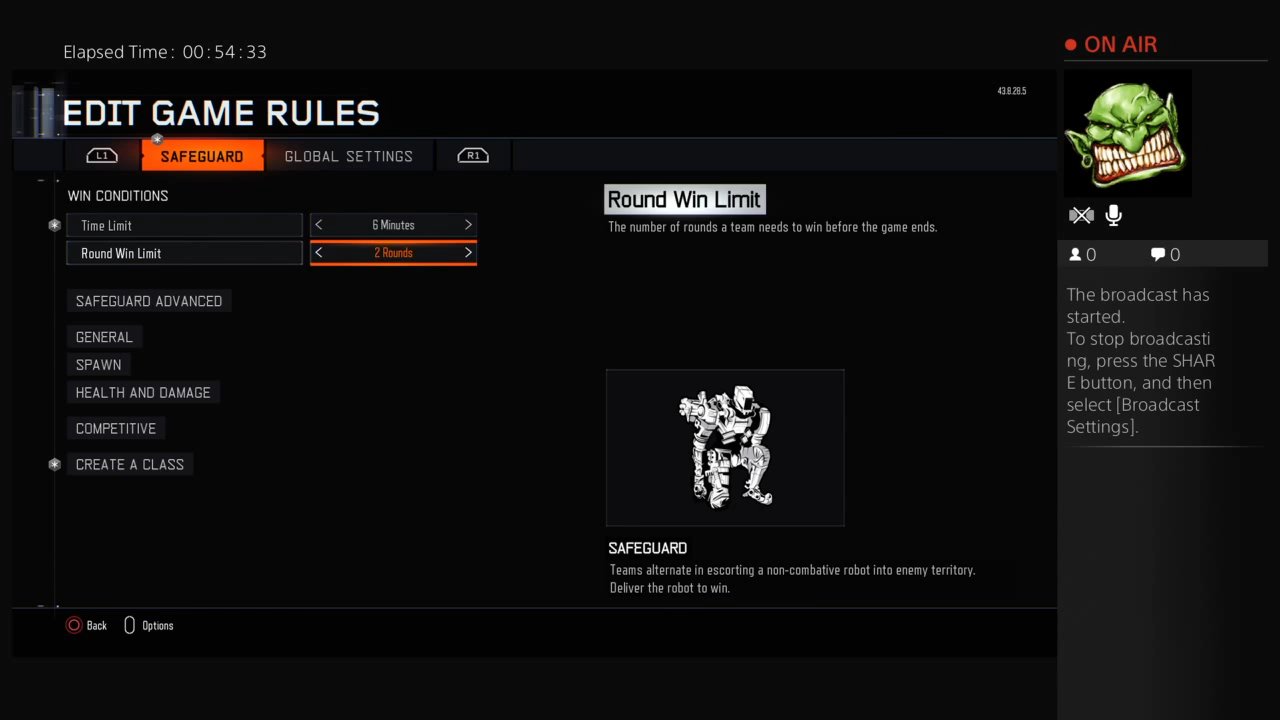 Elapsed Time: 00:54:33
ON AIR
43.8.28.5
EDIT GAME RULES
L1
SAFEGUARD
GLOBAL SETTINGS
R1
WIN CONDITIONS
Time Limit
6 Minutes
Round Win Limit
2 Rounds
SAFEGUARD ADVANCED
GENERAL
SPAWN
HEALTH AND DAMAGE
COMPETITIVE
CREATE A CLASS
Round Win Limit
The number of rounds a team needs to win before the game ends.
SAFEGUARD
Teams alternate in escorting a non-combative robot into enemy territory.
Deliver the robot to win.
Back
Options
0
0
The broadcast has
started.
To stop broadcasti
ng, press the SHAR
E button, and then
select [Broadcast
Settings].